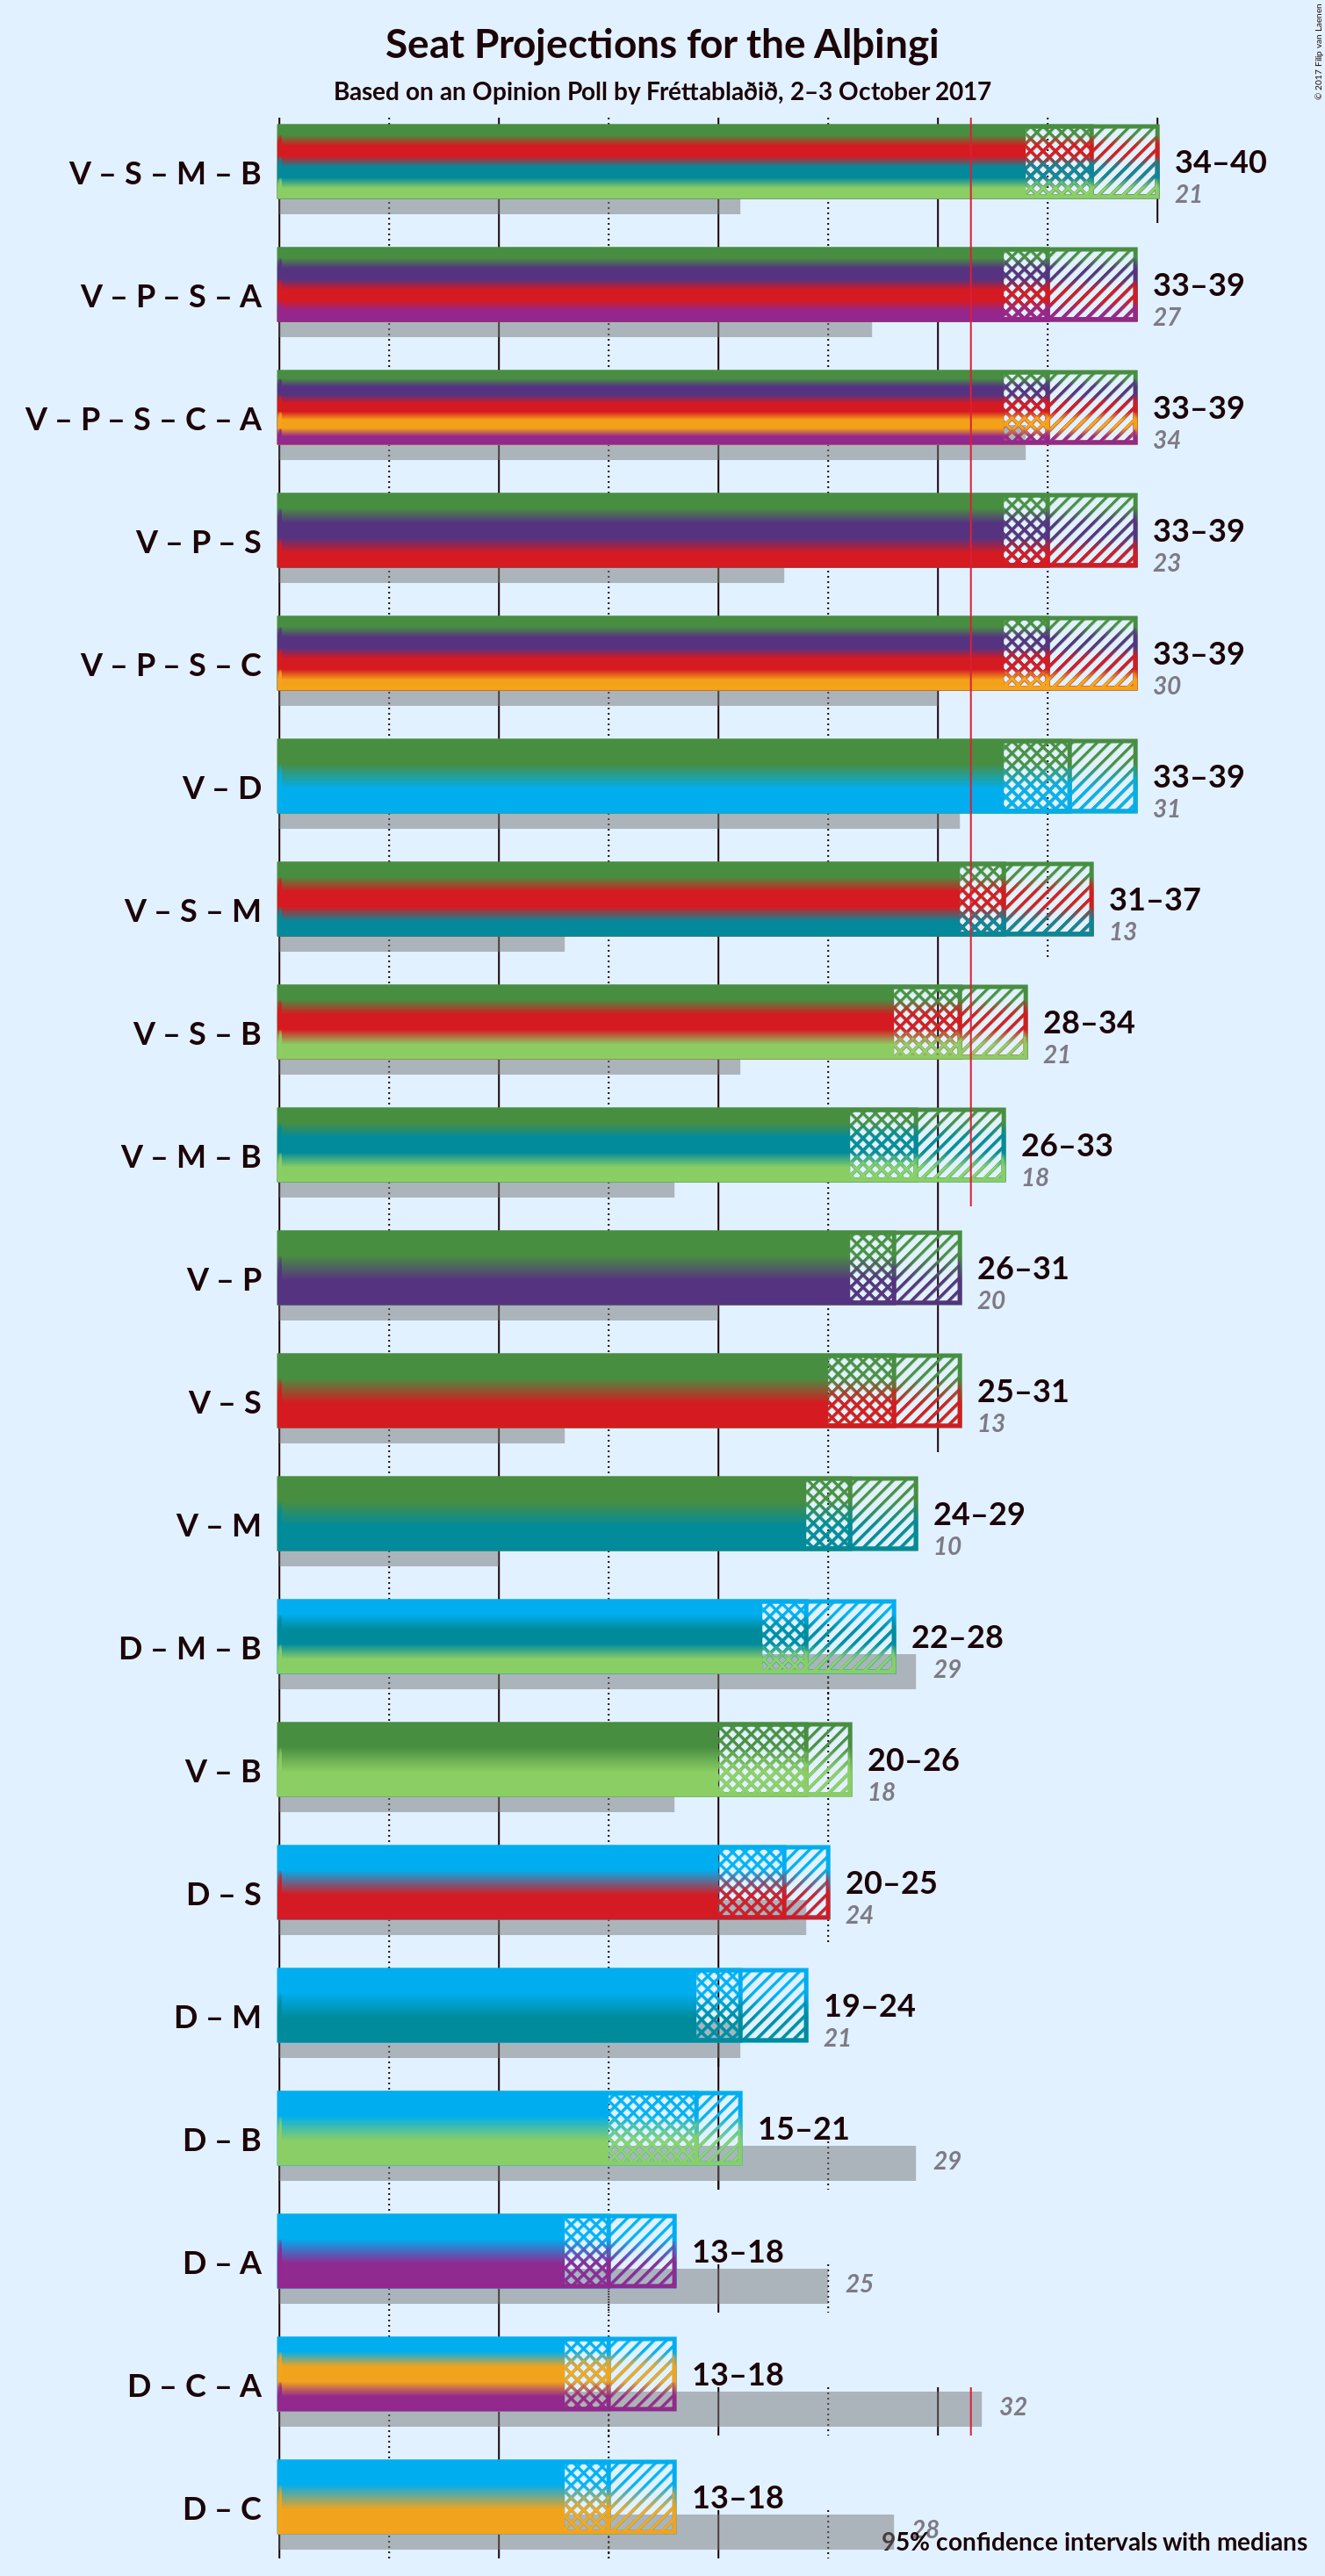 Seat Projections for the Alþingi
Based on an Opinion Poll by Fréttablaðið, 2–3 October 2017
© 2017 Filip van Laenen
V – S – M – B
34–40
21
V – P – S – A
33–39
27
V – P – S – C – A
33–39
34
V – P – S
33–39
23
V – P – S – C
33–39
30
V – D
33–39
31
V – S – M
31–37
13
V – S – B
28–34
21
V – M – B
26–33
18
V – P
26–31
20
V – S
25–31
13
V – M
24–29
10
D – M – B
22–28
29
V – B
20–26
18
D – S
20–25
24
D – M
19–24
21
D – B
15–21
29
D – A
13–18
25
D – C – A
13–18
32
D – C
13–18
28
95% confidence intervals with medians